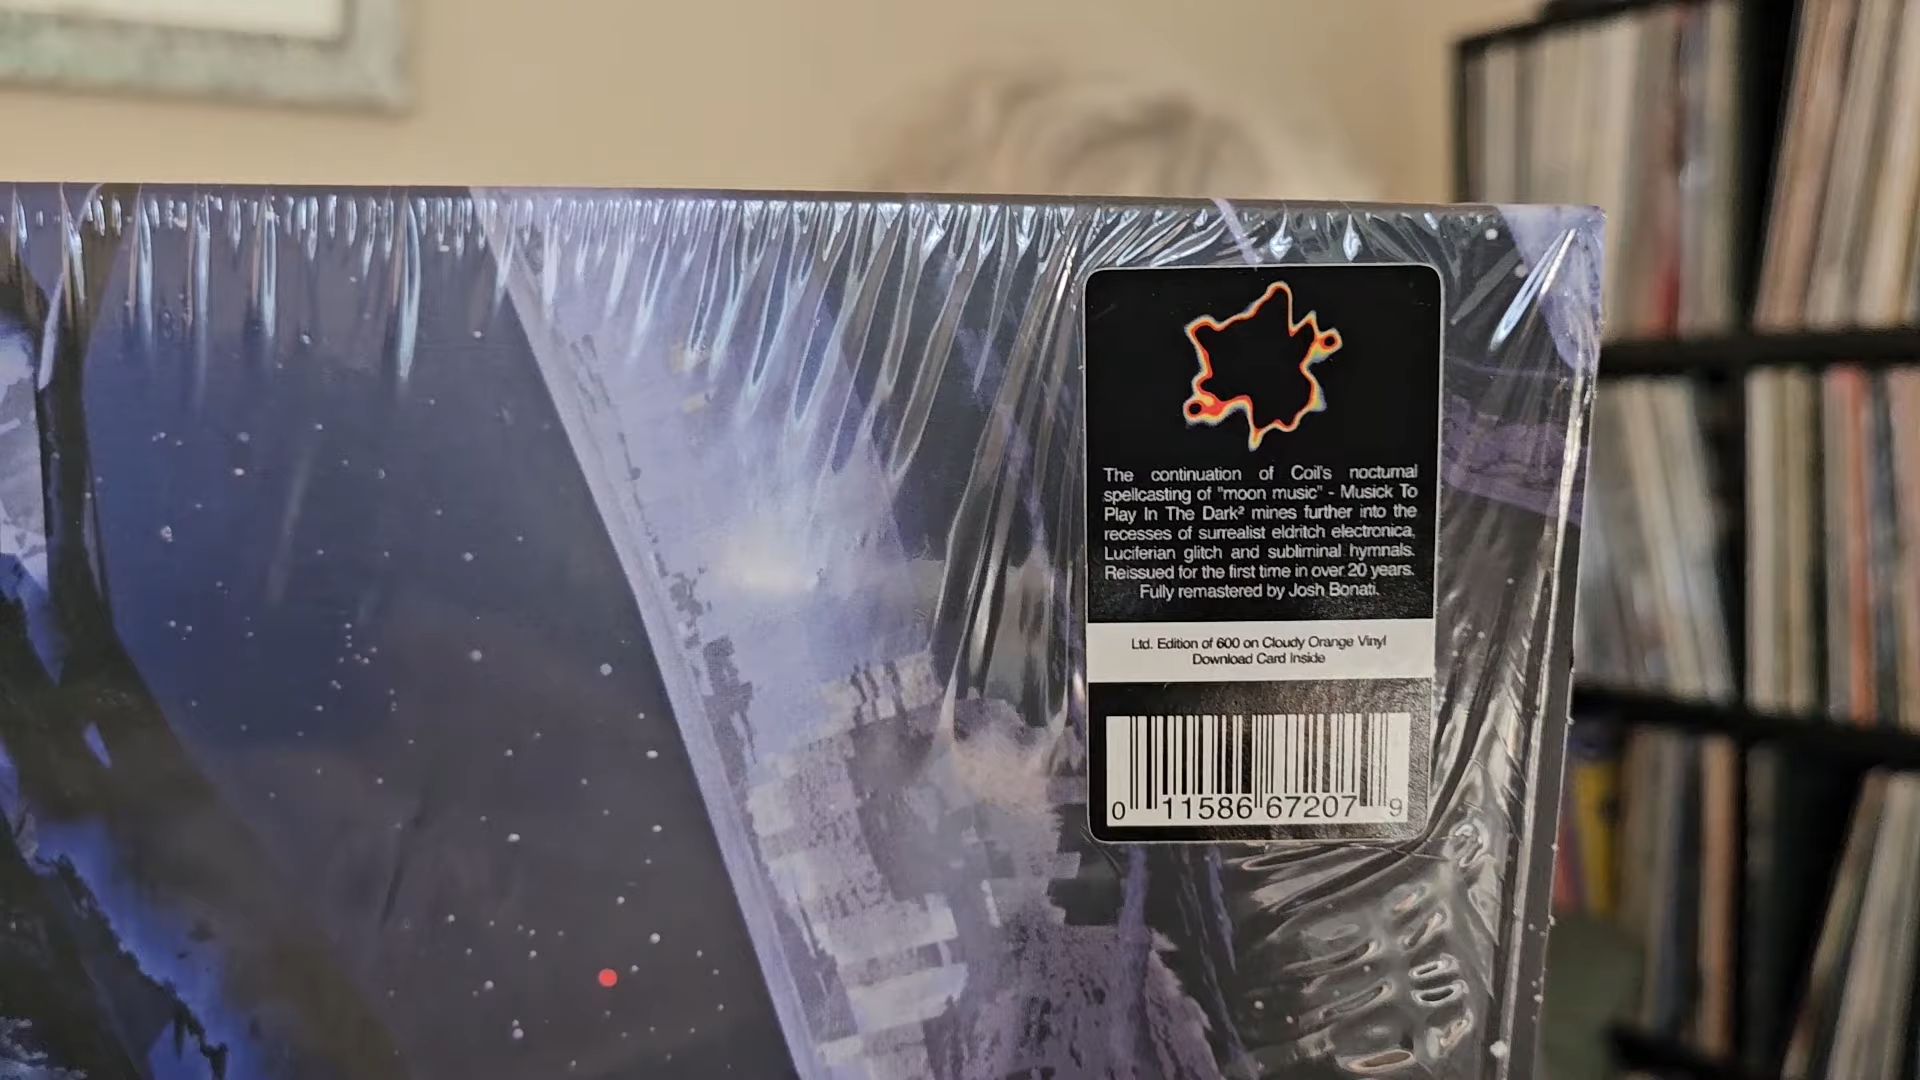 The continuation of Coil's nocturnal
spellcasting of "moon music" - Musick To
Play In The Dark² mines further into the
recesses of surrealist eldritch electronica,
Luciferian glitch and subliminal hymnals.
Reissued for the first time in over 20 years.
Fully remastered by Josh Bonati.
Ltd. Edition of 600 on Cloudy Orange Vinyl
Download Card Inside
0 11586 67207 9